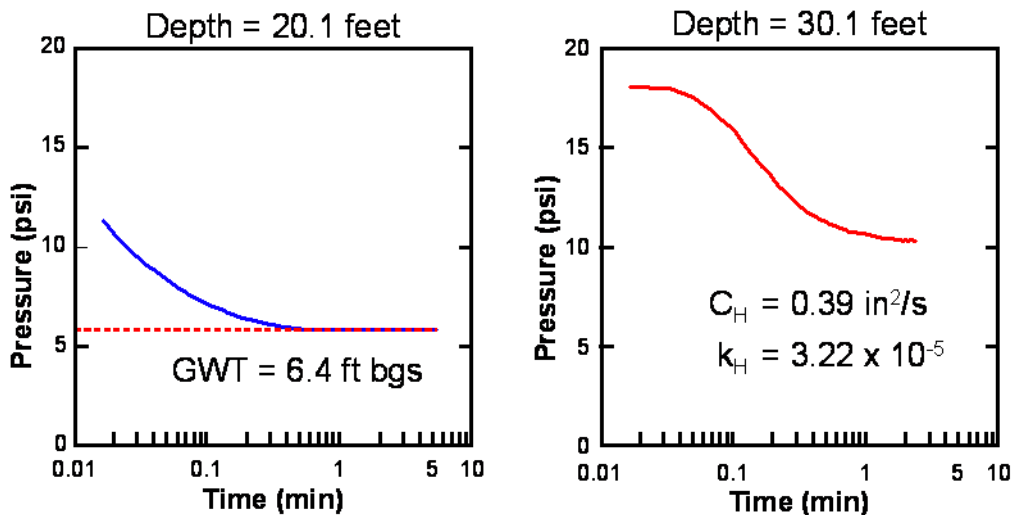 Depth = 20.1 feet
20
15
10
5
0
Pressure (psi)
GWT = 6.4 ft bgs
0.01
0.1
1
5
10
Time (min)
Depth = 30.1 feet
20
15
10
5
0
Pressure (psi)
C_H = 0.39 in²/s
k_H = 3.22 x 10⁻⁵
0.01
0.1
1
5
10
Time (min)